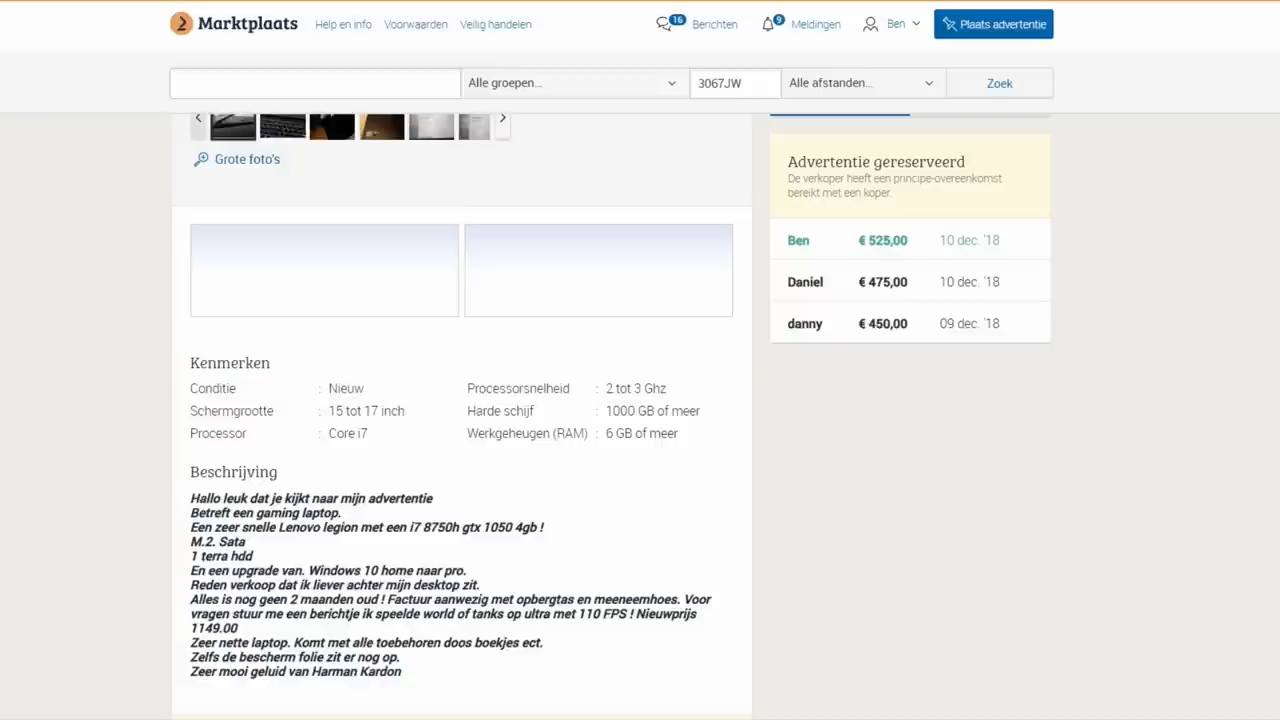 Marktplaats Help en info Voorwaarden Veilig handelen 16 Berichten 9 Meldingen Ben Plaats advertentie
Alle groepen... 3067JW Alle afstanden... Zoek
Grote foto's
Advertentie gereserveerd
De verkoper heeft een principe-overeenkomst
bereikt met een koper.
Ben € 525,00 10 dec. '18
Daniel € 475,00 10 dec. '18
danny € 450,00 09 dec. '18
Kenmerken
Conditie : Nieuw Processorsnelheid : 2 tot 3 Ghz
Schermgrootte : 15 tot 17 inch Harde schijf : 1000 GB of meer
Processor : Core i7 Werkgeheugen (RAM) : 6 GB of meer
Beschrijving
Hallo leuk dat je kijkt naar mijn advertentie
Betreft een gaming laptop.
Een zeer snelle Lenovo legion met een i7 8750h gtx 1050 4gb !
M.2. Sata
1 terra hdd
En een upgrade van. Windows 10 home naar pro.
Reden verkoop dat ik liever achter mijn desktop zit.
Alles is nog geen 2 maanden oud ! Factuur aanwezig met opbergtas en meeneemhoes. Voor
vragen stuur me een berichtje ik speelde world of tanks op ultra met 110 FPS ! Nieuwprijs
1149.00
Zeer nette laptop. Komt met alle toebehoren doos boekjes ect.
Zelfs de bescherm folie zit er nog op.
Zeer mooi geluid van Harman Kardon